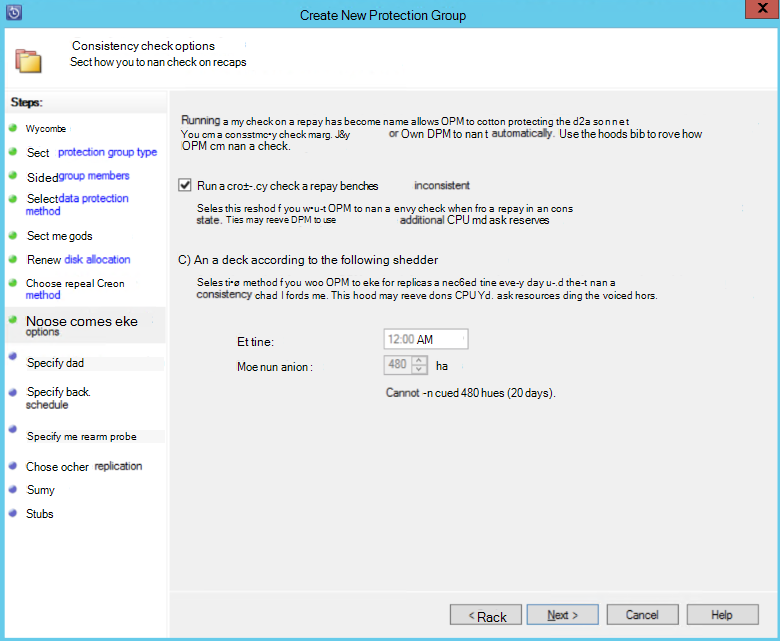 Create New Protection Group
X
Consistency check options
Sect how you to nan check on recaps
Steps:
Wycombe
Sect protection group type
Sided group members
Select data protection
method
Sect me gods
Renew disk allocation
Choose repeal Creon
method
Noose comes eke
options
Specify dad
Specify back.
schedule
Specify me rearm probe
Chose ocher replication
Sumy
Stubs
Running a my check on a repay has become name allows OPM to cotton protecting the d2a so n n e t
You cm a consstmc•y check marg. J&y or Own DPM to nan t automatically. Use the hoods bib to rove how
OPM cm nan a check.
Run a cro±-.cy check a repay benches inconsistent
Seles this reshod f you w•u-t OPM to nan a envy check when fro a repay in an cons
state. Ties may reeve DPM to use additional CPU md ask reserves
C) An a deck according to the following shedder
Seles tirø method f you woo OPM to eke for replicas a nec6ed tine eve-y day u-.d the-t nan a
consistency chad I fords me. This hood may reeve dons CPU Yd. ask resources ding the voiced hors.
Et tine: 12:00 AM
Moe nun anion: 480 ha
Cannot -n cued 480 hues (20 days).
< Rack Next > Cancel Help